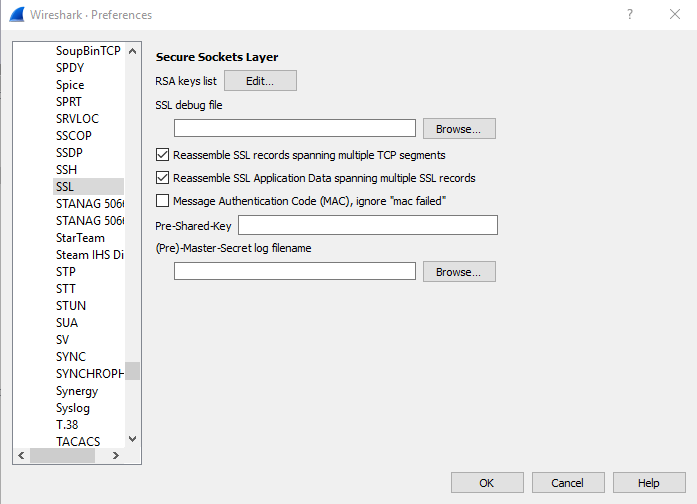 Wireshark · Preferences
SoupBinTCP
SPDY
Spice
SPRT
SRVLOC
SSCOP
SSDP
SSH
SSL
STANAG 506
STANAG 506
StarTeam
Steam IHS Di
STP
STT
STUN
SUA
SV
SYNC
SYNCHROPH
Synergy
Syslog
T.38
TACACS
Secure Sockets Layer
RSA keys list Edit...
SSL debug file
Browse...
Reassemble SSL records spanning multiple TCP segments
Reassemble SSL Application Data spanning multiple SSL records
Message Authentication Code (MAC), ignore "mac failed"
Pre-Shared-Key
(Pre)-Master-Secret log filename
Browse...
OK Cancel Help